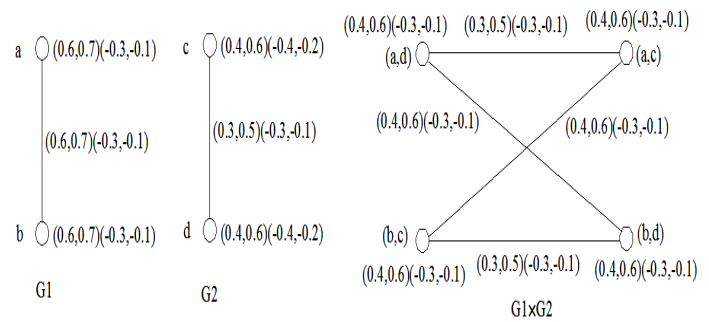 a (0.6,0.7)(-0.3,-0.1)
(0.6,0.7)(-0.3,-0.1)
b (0.6,0.7)(-0.3,-0.1)
G1
c (0.4,0.6)(-0.4,-0.2)
(0.3,0.5)(-0.3,-0.1)
d (0.4,0.6)(-0.4,-0.2)
G2
(0.4,0.6)(-0.3,-0.1) (0.3,0.5)(-0.3,-0.1) (0.4,0.6)(-0.3,-0.1)
(a,d) (a,c)
(0.4,0.6)(-0.3,-0.1) (0.4,0.6)(-0.3,-0.1)
(b,c) (b,d)
(0.4,0.6)(-0.3,-0.1) (0.3,0.5)(-0.3,-0.1) (0.4,0.6)(-0.3,-0.1)
G1xG2